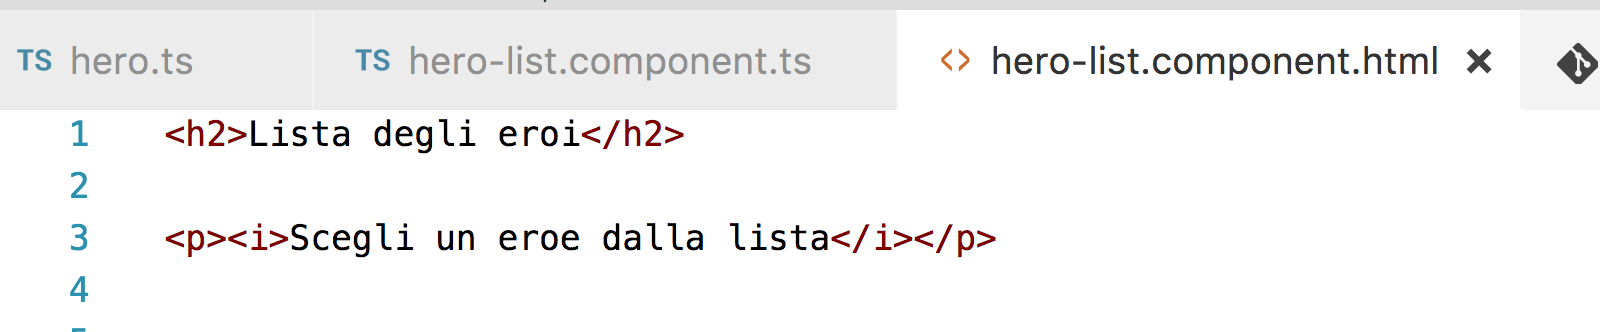 TS hero.ts TS hero-list.component.ts <> hero-list.component.html ×
1 <h2>Lista degli eroi</h2>
2
3 <p><i>Scegli un eroe dalla lista</i></p>
4